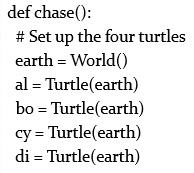 def chase():
# Set up the four turtles
earth = World()
al = Turtle(earth)
bo = Turtle(earth)
cy = Turtle(earth)
di = Turtle(earth)